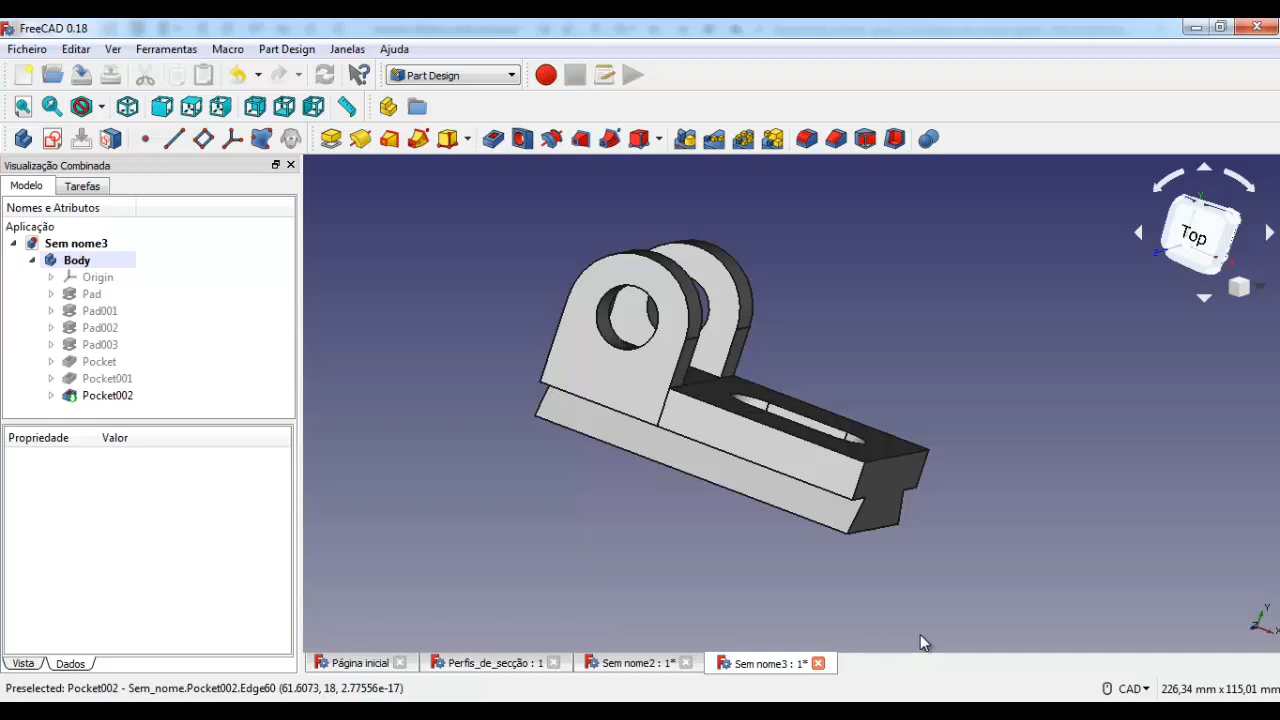 FreeCAD 0.18
Ficheiro Editar Ver Ferramentas Macro Part Design Janelas Ajuda
Part Design
Visualização Combinada
Modelo Tarefas
Nomes e Atributos
Aplicação
Sem nome3
Body
Origin
Pad
Pad001
Pad002
Pad003
Pocket
Pocket001
Pocket002
Propriedade Valor
Vista Dados
Top
Y
X
Página inicial
Perfis_de_secção : 1
Sem nome2 : 1*
Sem nome3 : 1*
Preselected: Pocket002 - Sem_nome.Pocket002.Edge60 (61.6073, 18, 2.77556e-17)
CAD
226,34 mm x 115,01 mm